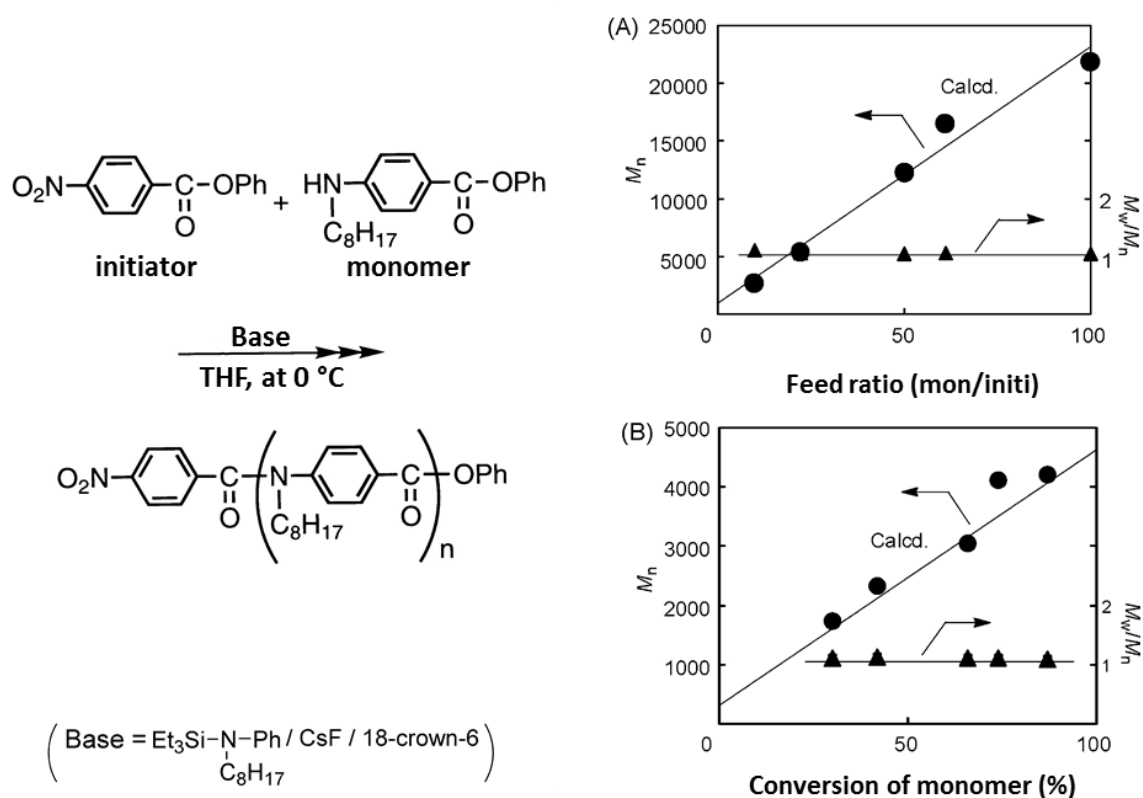 O₂N
C–OPh
O
+
HN
C₈H₁₇
C–OPh
O
initiator
monomer
Base
THF, at 0 °C
O₂N
C
O
N
C₈H₁₇
C
O
OPh
n
( Base = Et₃Si–N–Ph / CsF / 18-crown-6 )
C₈H₁₇
(A)
25000
20000
15000
10000
5000
Mn
Calcd.
2
1
Mw/Mn
0
50
100
Feed ratio (mon/initi)
(B)
5000
4000
3000
2000
1000
Mn
Calcd.
2
1
Mw/Mn
0
50
100
Conversion of monomer (%)